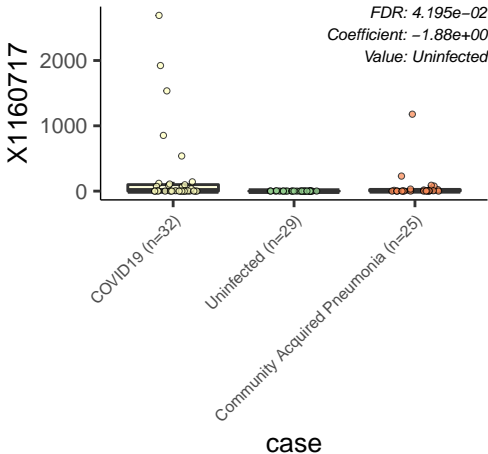 FDR: 4.195e−02
Coefficient: −1.88e+00
Value: Uninfected
X1160717
2000
1000
0
COVID19 (n=32)
Uninfected (n=29)
Community Acquired Pneumonia (n=25)
case